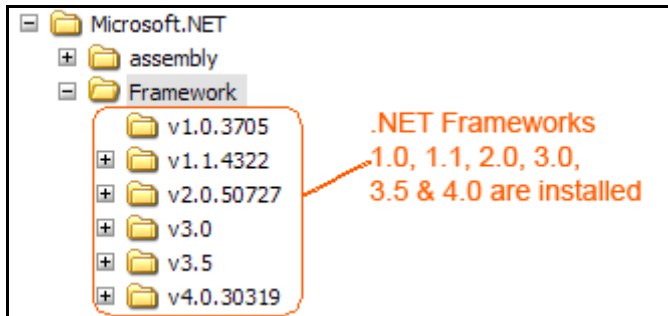 Microsoft.NET
assembly
Framework
v1.0.3705
v1.1.4322
v2.0.50727
v3.0
v3.5
v4.0.30319
.NET Frameworks
1.0, 1.1, 2.0, 3.0,
3.5 & 4.0 are installed